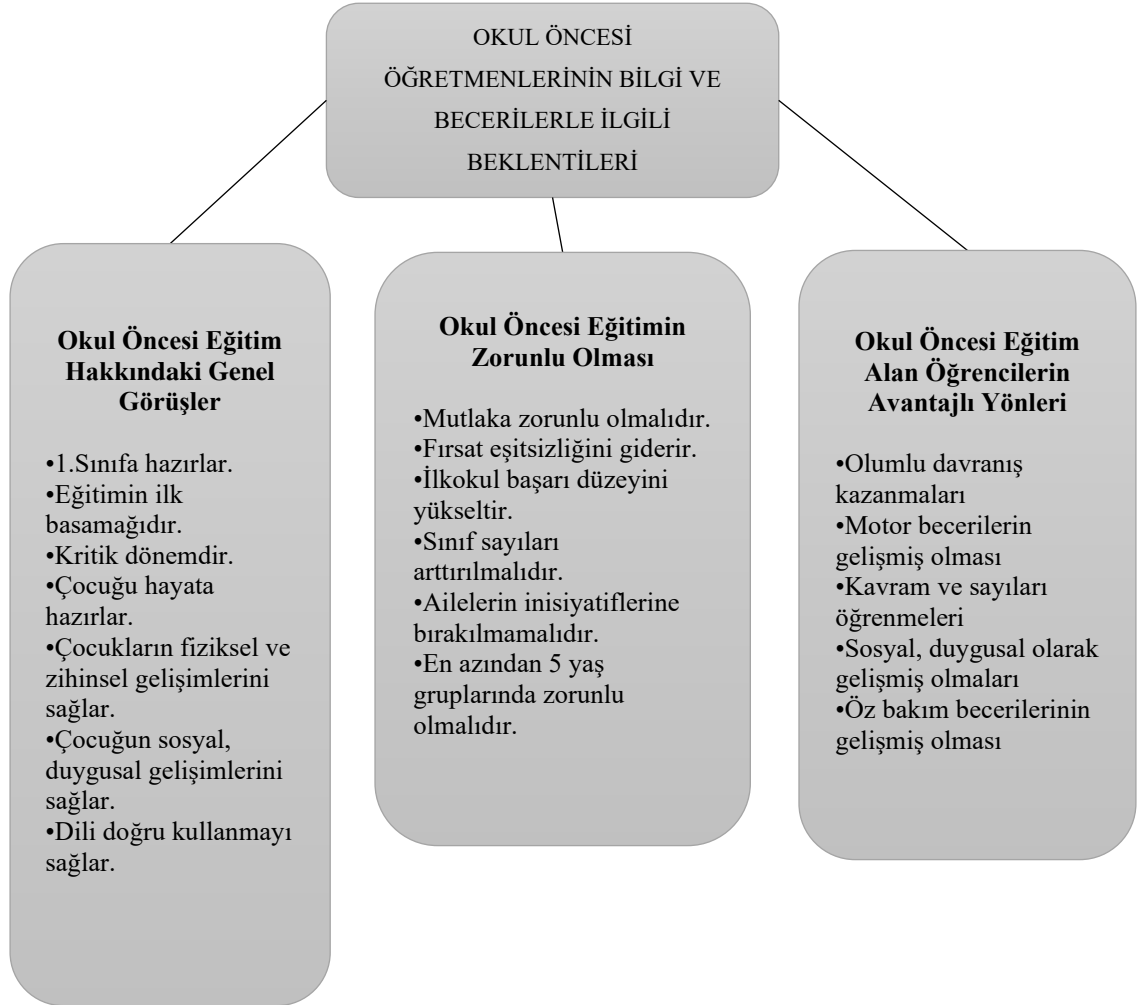 OKUL ÖNCESİ
ÖĞRETMENLERİNİN BİLGİ VE
BECERİLERLE İLGİLİ
BEKLENTİLERİ
Okul Öncesi Eğitim
Hakkındaki Genel
Görüşler
•1.Sınıfa hazırlar.
•Eğitimin ilk
basamağıdır.
•Kritik dönemdir.
•Çocuğu hayata
hazırlar.
•Çocukların fiziksel ve
zihinsel gelişimlerini
sağlar.
•Çocuğun sosyal,
duygusal gelişimlerini
sağlar.
•Dili doğru kullanmayı
sağlar.
Okul Öncesi Eğitimin
Zorunlu Olması
•Mutlaka zorunlu olmalıdır.
•Fırsat eşitsizliğini giderir.
•İlkokul başarı düzeyini
yükseltir.
•Sınıf sayıları
arttırılmalıdır.
•Ailelerin inisiyatiflerine
bırakılmamalıdır.
•En azından 5 yaş
gruplarında zorunlu
olmalıdır.
Okul Öncesi Eğitim
Alan Öğrencilerin
Avantajlı Yönleri
•Olumlu davranış
kazanmaları
•Motor becerilerin
gelişmiş olması
•Kavram ve sayıları
öğrenmeleri
•Sosyal, duygusal olarak
gelişmiş olmaları
•Öz bakım becerilerinin
gelişmiş olması